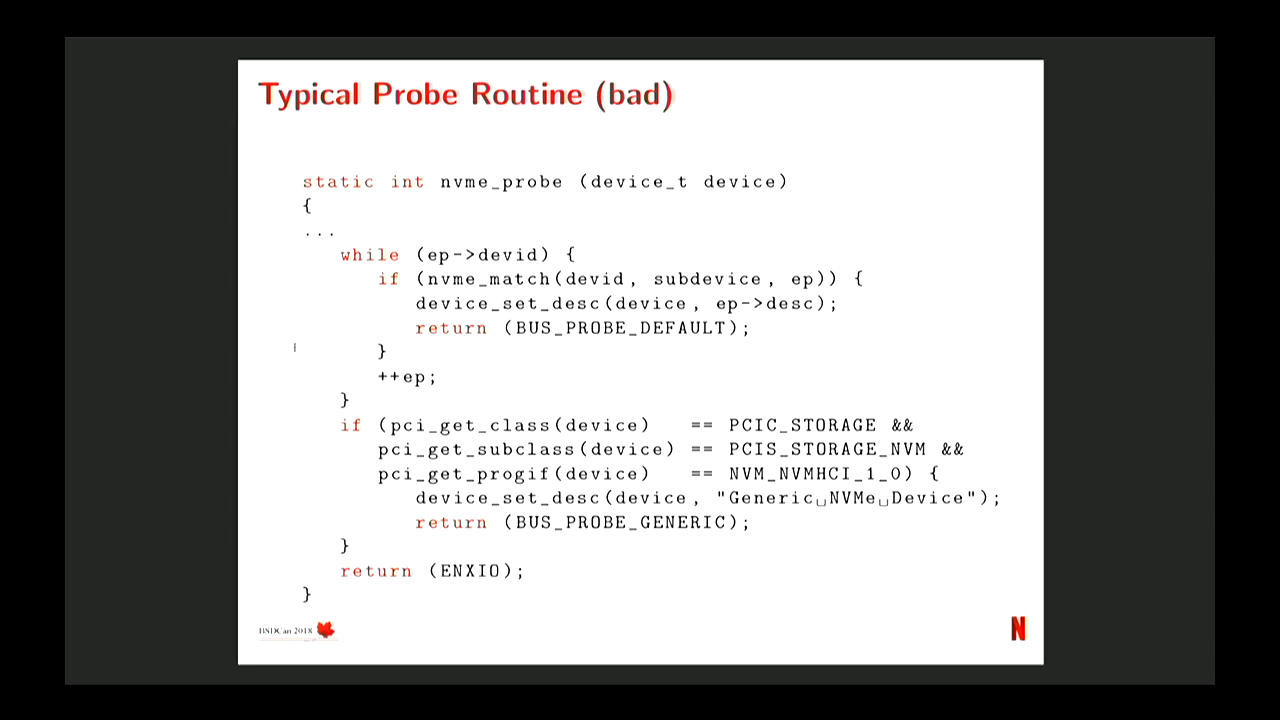 Typical Probe Routine (bad)
static int nvme_probe (device_t device)
{
...
while (ep->devid) {
if (nvme_match(devid, subdevice, ep)) {
device_set_desc(device, ep->desc);
return (BUS_PROBE_DEFAULT);
}
++ep;
}
if (pci_get_class(device) == PCIC_STORAGE &&
pci_get_subclass(device) == PCIS_STORAGE_NVM &&
pci_get_progif(device) == NVM_NVMHCI_1_0) {
device_set_desc(device, "Generic␣NVMe␣Device");
return (BUS_PROBE_GENERIC);
}
return (ENXIO);
}
BSDCan 2018
N